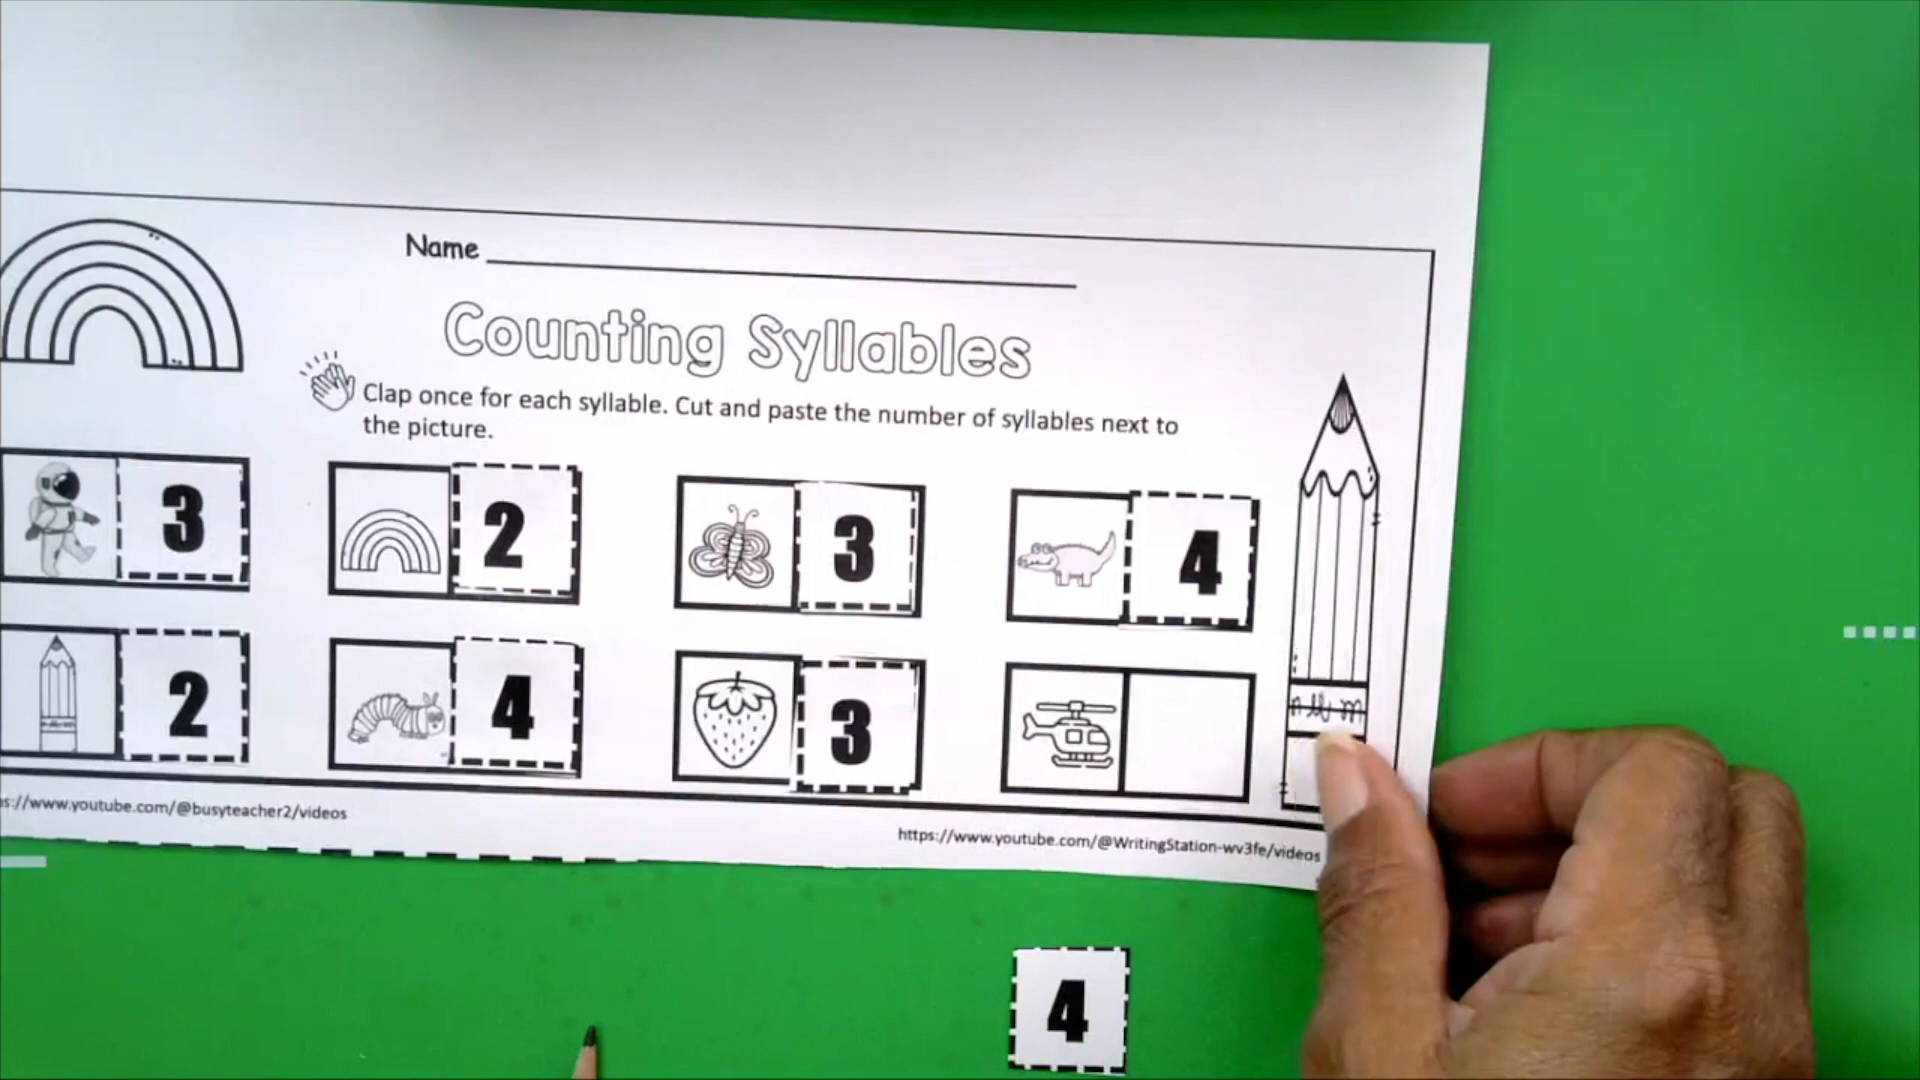 Name
Counting Syllables
Clap once for each syllable. Cut and paste the number of syllables next to
the picture.
3 2 3 4
2 4 3
s://www.youtube.com/@busyteacher2/videos
https://www.youtube.com/@WritingStation-wv3fe/videos
4